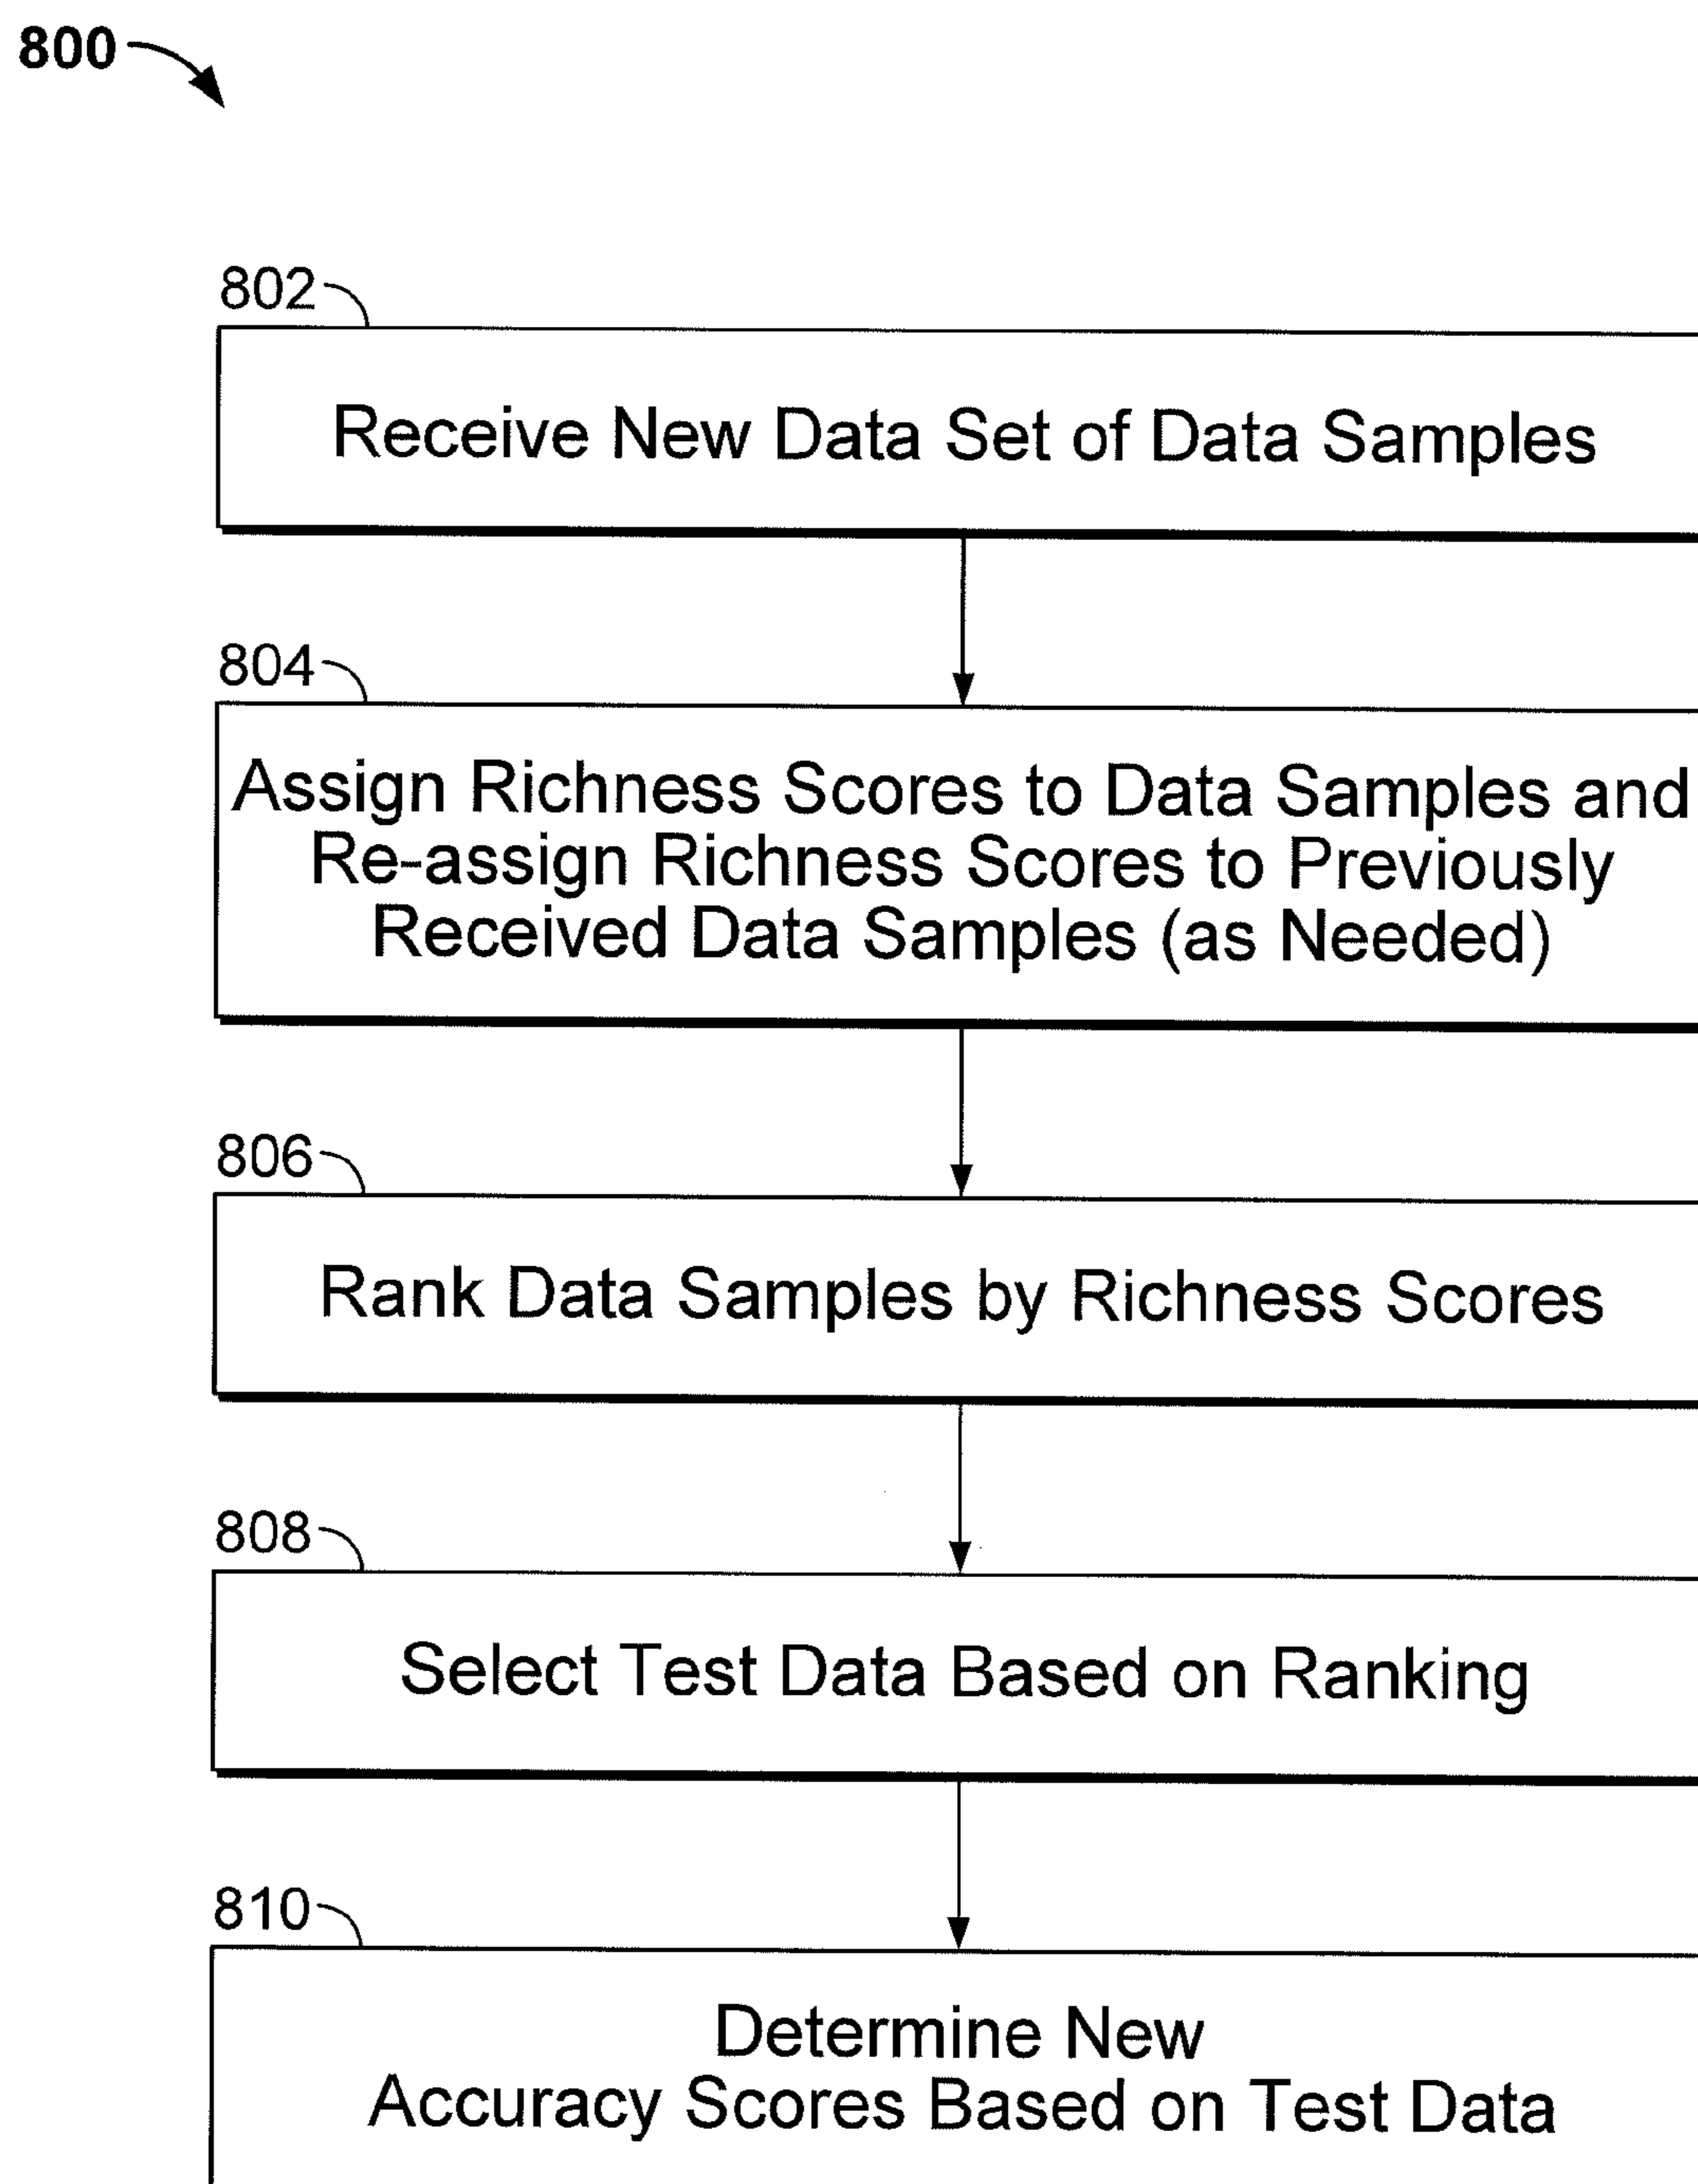 800
802
Receive New Data Set of Data Samples
804
Assign Richness Scores to Data Samples and
Re-assign Richness Scores to Previously
Received Data Samples (as Needed)
806
Rank Data Samples by Richness Scores
808
Select Test Data Based on Ranking
810
Determine New
Accuracy Scores Based on Test Data